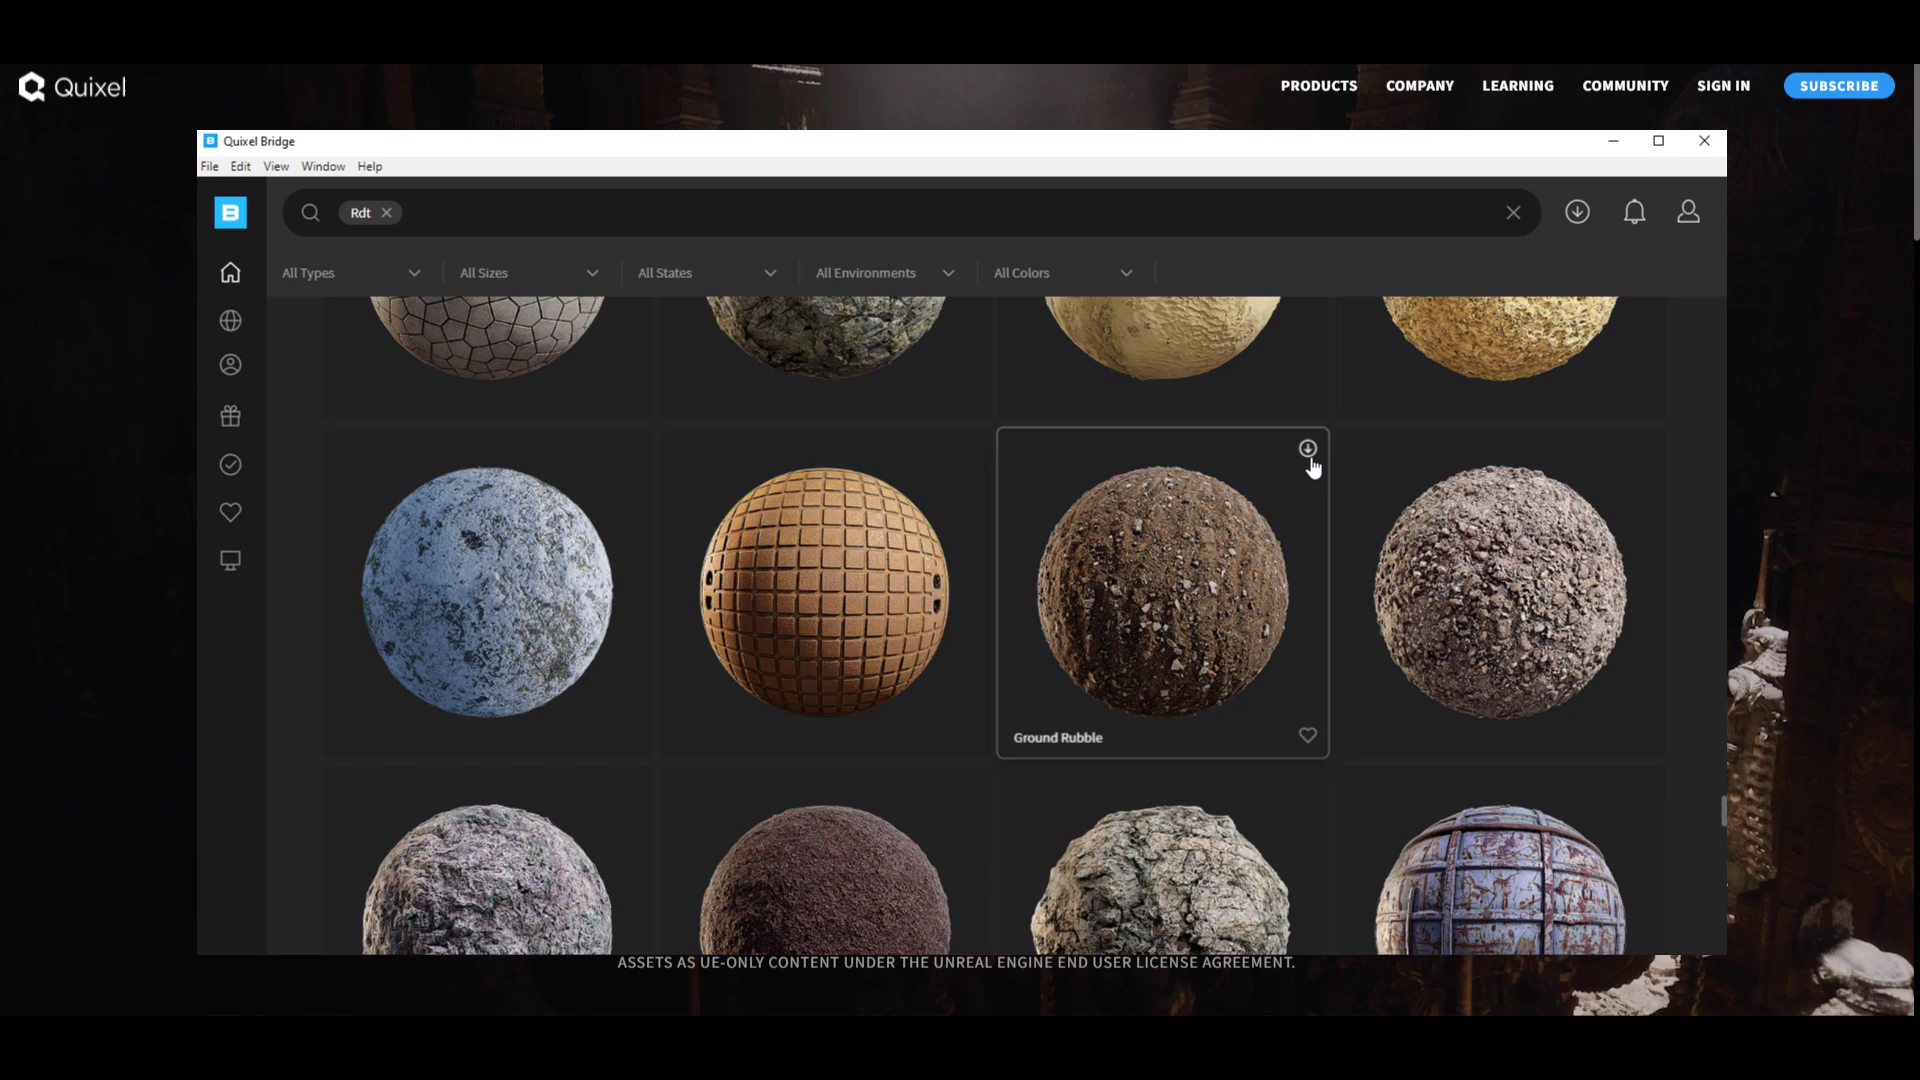 Quixel
PRODUCTS COMPANY LEARNING COMMUNITY SIGN IN SUBSCRIBE
Quixel Bridge
File Edit View Window Help
Rdt
All Types All Sizes All States All Environments All Colors
Ground Rubble
ASSETS AS UE-ONLY CONTENT UNDER THE UNREAL ENGINE END USER LICENSE AGREEMENT.